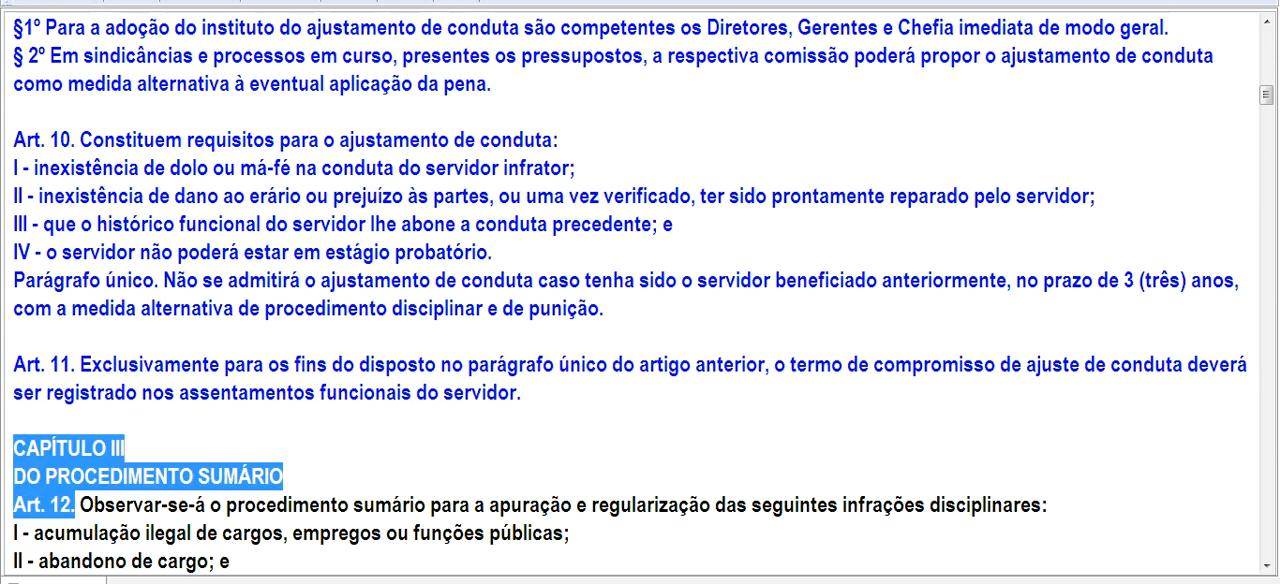 §1º Para a adoção do instituto do ajustamento de conduta são competentes os Diretores, Gerentes e Chefia imediata de modo geral.
§ 2º Em sindicâncias e processos em curso, presentes os pressupostos, a respectiva comissão poderá propor o ajustamento de conduta
como medida alternativa à eventual aplicação da pena.
Art. 10. Constituem requisitos para o ajustamento de conduta:
I - inexistência de dolo ou má-fé na conduta do servidor infrator;
II - inexistência de dano ao erário ou prejuízo às partes, ou uma vez verificado, ter sido prontamente reparado pelo servidor;
III - que o histórico funcional do servidor lhe abone a conduta precedente; e
IV - o servidor não poderá estar em estágio probatório.
Parágrafo único. Não se admitirá o ajustamento de conduta caso tenha sido o servidor beneficiado anteriormente, no prazo de 3 (três) anos,
com a medida alternativa de procedimento disciplinar e de punição.
Art. 11. Exclusivamente para os fins do disposto no parágrafo único do artigo anterior, o termo de compromisso de ajuste de conduta deverá
ser registrado nos assentamentos funcionais do servidor.
CAPÍTULO III
DO PROCEDIMENTO SUMÁRIO
Art. 12. Observar-se-á o procedimento sumário para a apuração e regularização das seguintes infrações disciplinares:
I - acumulação ilegal de cargos, empregos ou funções públicas;
II - abandono de cargo; e